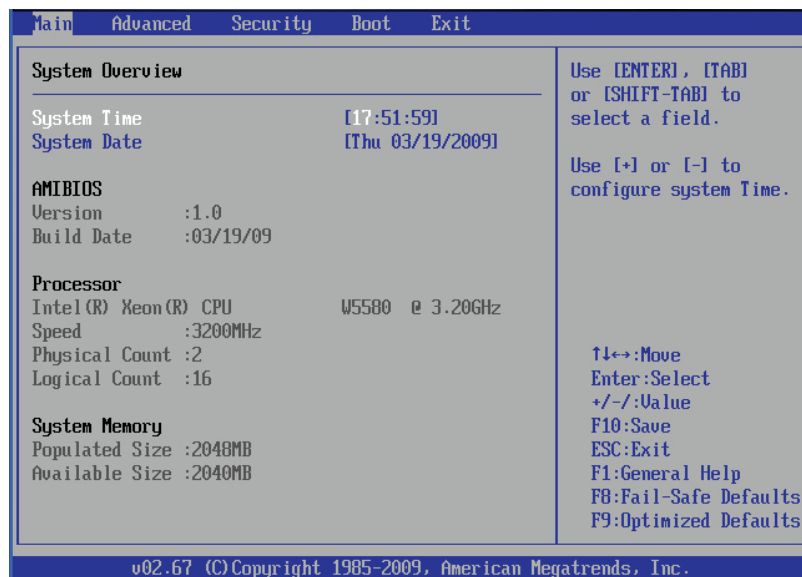 Main Advanced Security Boot Exit
System Overview
System Time [17:51:59]
System Date [Thu 03/19/2009]
AMIBIOS
Version :1.0
Build Date :03/19/09
Processor
Intel(R) Xeon(R) CPU W5580 @ 3.20GHz
Speed :3200MHz
Physical Count :2
Logical Count :16
System Memory
Populated Size :2048MB
Available Size :2040MB
Use [ENTER], [TAB]
or [SHIFT-TAB] to
select a field.
Use [+] or [-] to
configure system Time.
↑↓↔:Move
Enter:Select
+/-/:Value
F10:Save
ESC:Exit
F1:General Help
F8:Fail-Safe Defaults
F9:Optimized Defaults
v02.67 (C)Copyright 1985-2009, American Megatrends, Inc.